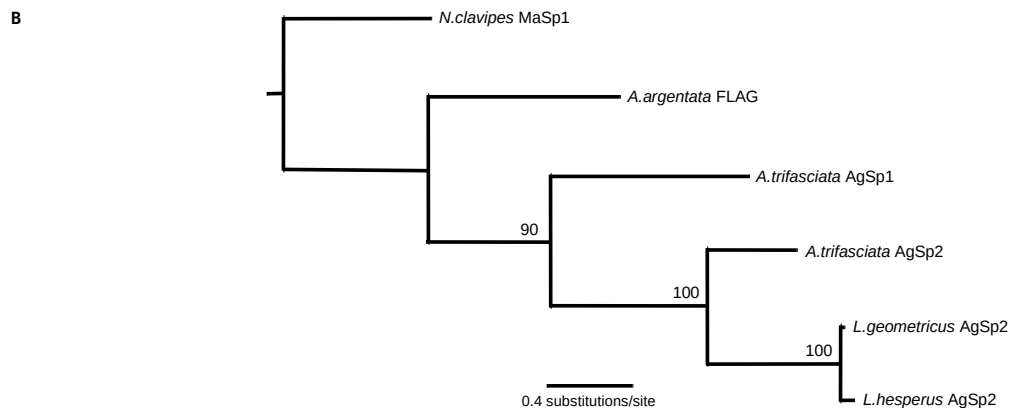 B
N.clavipes MaSp1
A.argentata FLAG
A.trifasciata AgSp1
90
A.trifasciata AgSp2
100
L.geometricus AgSp2
100
L.hesperus AgSp2
0.4 substitutions/site